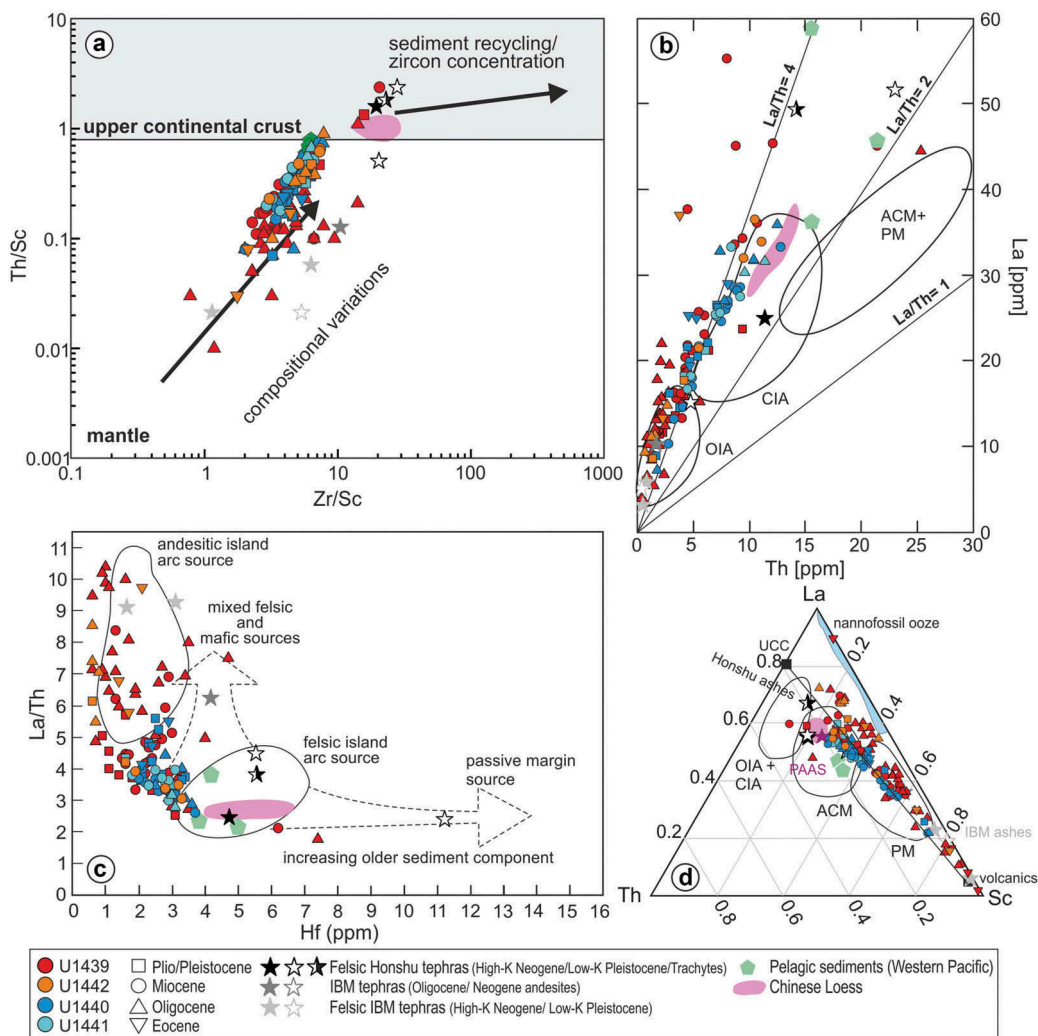 a
10
1
0.1
0.01
0.001
Th/Sc
sediment recycling/
zircon concentration
upper continental crust
compositional variations
mantle
0.1
1
10
100
1000
Zr/Sc
b
La/Th= 4
La/Th= 2
La/Th= 1
ACM+
PM
CIA
OIA
60
50
40
30
20
10
0
La [ppm]
0
5
10
15
20
25
30
Th [ppm]
c
11
10
9
8
7
6
5
4
3
2
1
0
La/Th
andesitic island
arc source
mixed felsic
and
mafic sources
felsic island
arc source
passive margin
source
increasing older sediment component
0
1
2
3
4
5
6
7
8
9
10
11
12
13
14
15
16
Hf (ppm)
d
La
nannofossil ooze
UCC
0.8
0.2
Honshu ashes
0.6
0.4
OIA +
CIA
PAAS
0.4
0.6
ACM
0.2
0.8
IBM ashes
PM
volcanics
Th
Sc
0.8
0.6
0.4
0.2
U1439
U1442
U1440
U1441
Plio/Pleistocene
Miocene
Oligocene
Eocene
Felsic Honshu tephras (High-K Neogene/Low-K Pleistocene/Trachytes)
IBM tephras (Oligocene/ Neogene andesites)
Felsic IBM tephras (High-K Neogene/ Low-K Pleistocene)
Pelagic sediments (Western Pacific)
Chinese Loess